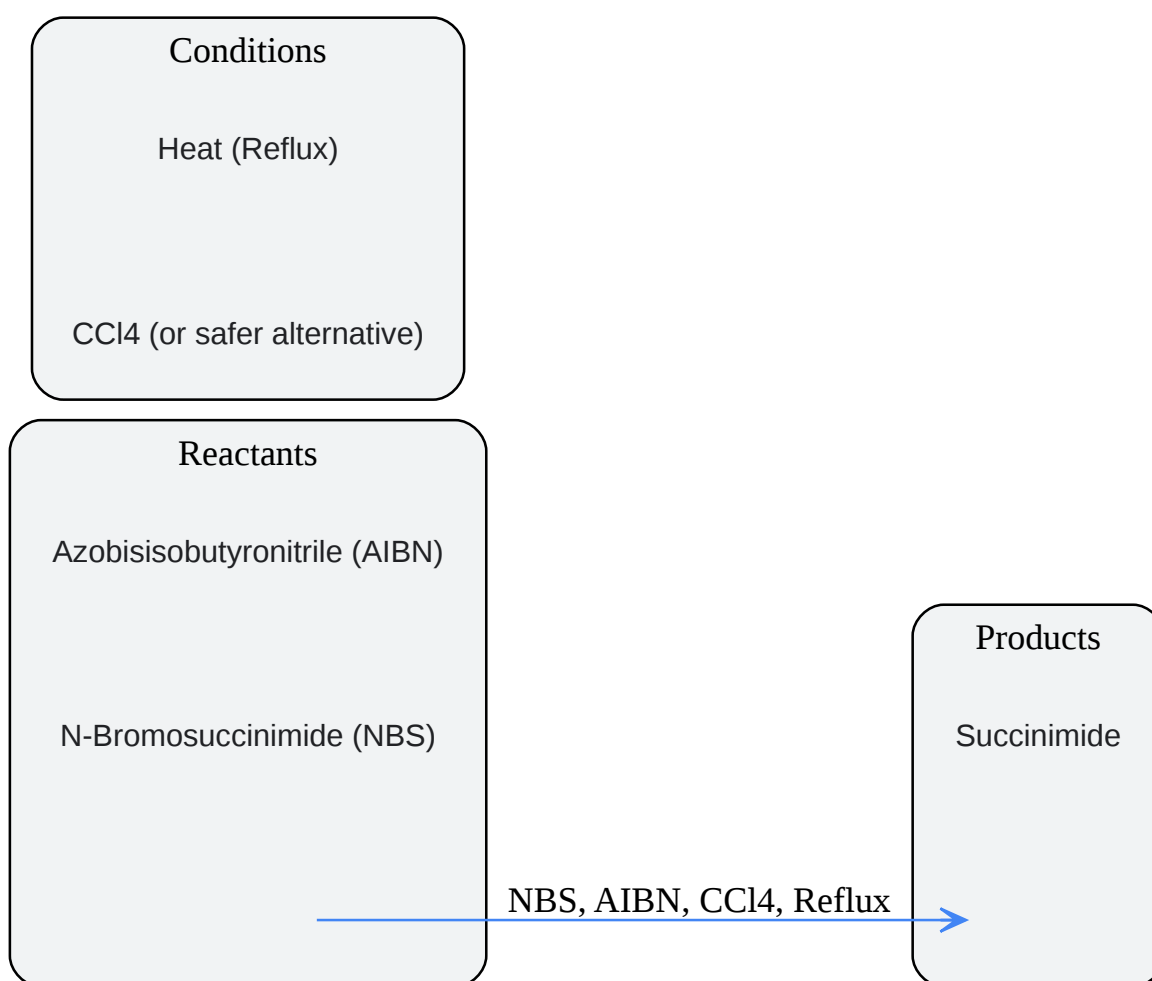 Conditions
Heat (Reflux)
CCl4 (or safer alternative)
Reactants
Azobisisobutyronitrile (AIBN)
N-Bromosuccinimide (NBS)
NBS, AIBN, CCl4, Reflux
Products
Succinimide